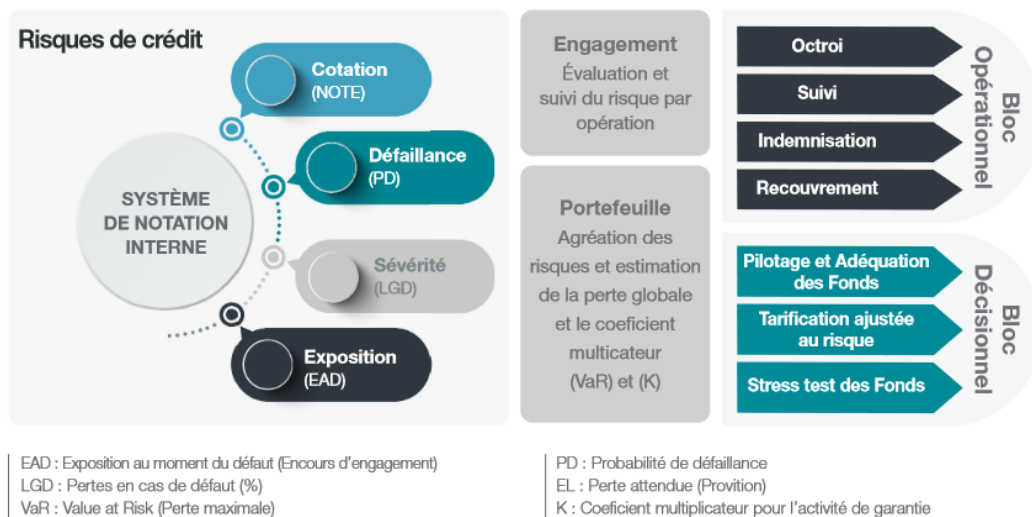 Risques de crédit
Cotation
(NOTE)
Défaillance
(PD)
SYSTÈME
DE NOTATION
INTERNE
Sévérité
(LGD)
Exposition
(EAD)
Engagement
Évaluation et
suivi du risque par
opération
Portefeuille
Agréation des
risques et estimation
de la perte globale
et le coeficient
multicateur
(VaR) et (K)
Octroi
Suivi
Indemnisation
Recouvrement
Bloc
Opérationnel
Pilotage et Adéquation
des Fonds
Tarification ajustée
au risque
Stress test des Fonds
Bloc
Décisionnel
EAD : Exposition au moment du défaut (Encours d'engagement)
LGD : Pertes en cas de défaut (%)
VaR : Value at Risk (Perte maximale)
PD : Probabilité de défaillance
EL : Perte attendue (Provition)
K : Coeficient multiplicateur pour l'activité de garantie